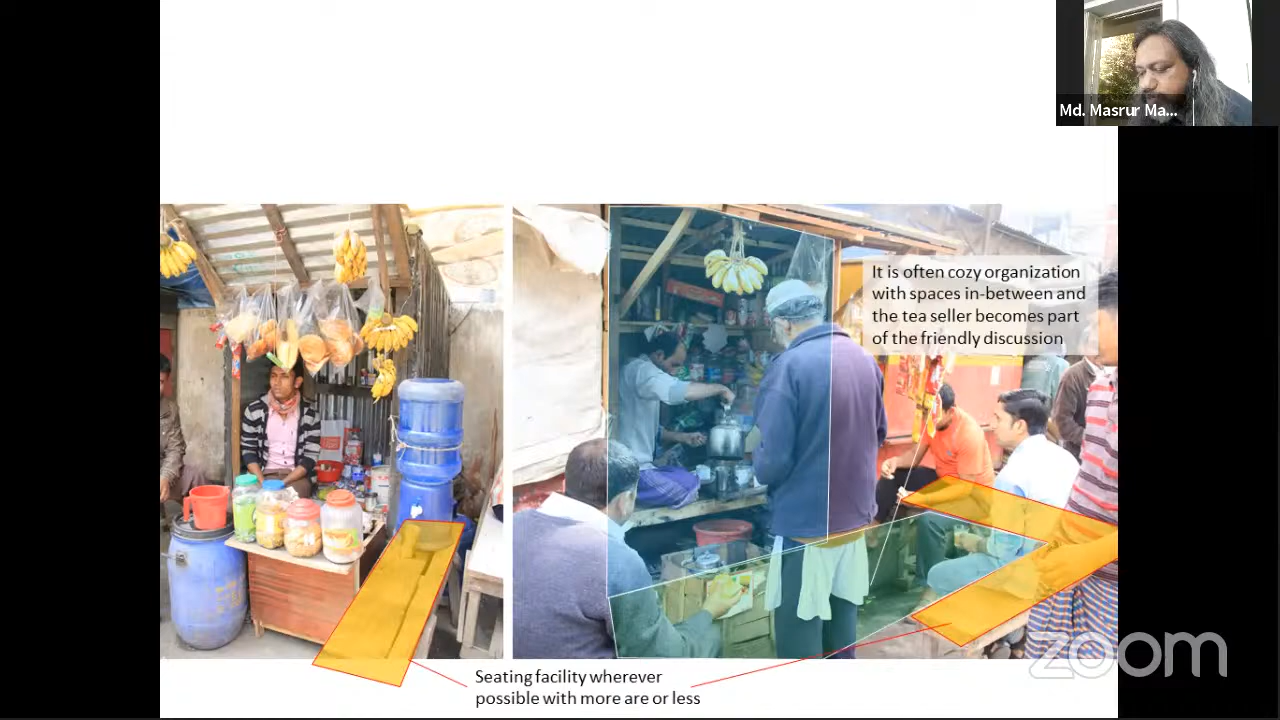 Md. Masrur Ma...
It is often cozy organization
with spaces in-between and
the tea seller becomes part
of the friendly discussion
Seating facility wherever
possible with more are or less
zoom